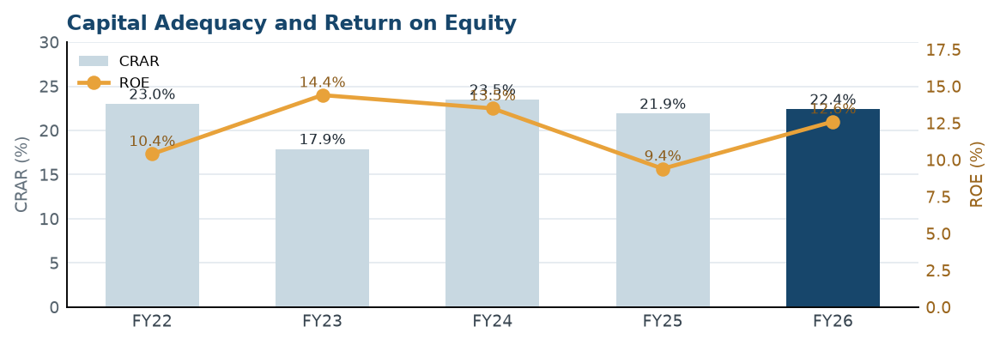 Capital Adequacy and Return on Equity
CRAR (%)
30
25
20
15
10
5
0
CRAR
ROE
23.0%
17.9%
23.5%
21.9%
22.4%
10.4%
14.4%
13.5%
9.4%
12.6%
FY22
FY23
FY24
FY25
FY26
17.5
15.0
12.5
10.0
7.5
5.0
2.5
0.0
ROE (%)